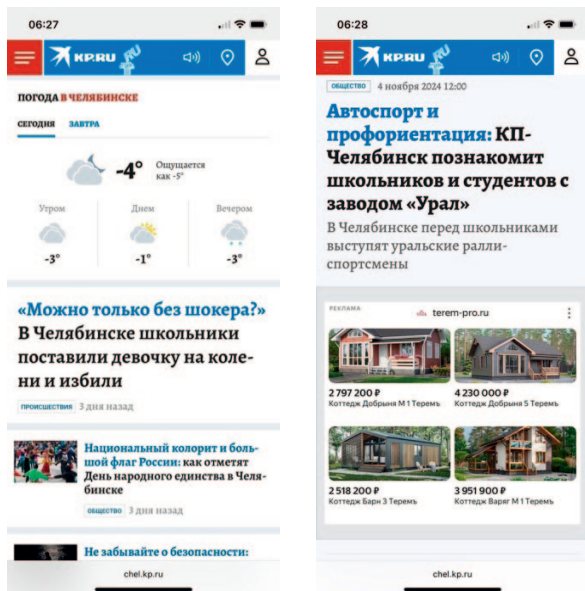 06:27
KP.RU
RU
ПОГОДА В ЧЕЛЯБИНСКЕ
СЕГОДНЯ ЗАВТРА
-4° Ощущается
как -5°
Утром Днем Вечером
-3° -1° -3°
«Можно только без шокера?»
В Челябинске школьники
поставили девочку на коле-
ни и избили
ПРОИСШЕСТВИЯ 3 дня назад
Национальный колорит и боль-
шой флаг России: как отметят
День народного единства в Челя-
бинске
ОБЩЕСТВО 3 дня назад
Не забывайте о безопасности:
chel.kp.ru
06:28
KP.RU
RU
ОБЩЕСТВО 4 ноября 2024 12:00
Автоспорт и
профориентация: КП-
Челябинск познакомит
школьников и студентов с
заводом «Урал»
В Челябинске перед школьниками
выступят уральские ралли-
спортсмены
РЕКЛАМА
terem-pro.ru
2 797 200 ₽ 4 230 000 ₽
Коттедж Добрыня М 1 Теремъ Коттедж Добрыня 5 Теремъ
2 518 200 ₽ 3 951 900 ₽
Коттедж Барн 3 Теремъ Коттедж Варяг М 1 Теремъ
chel.kp.ru